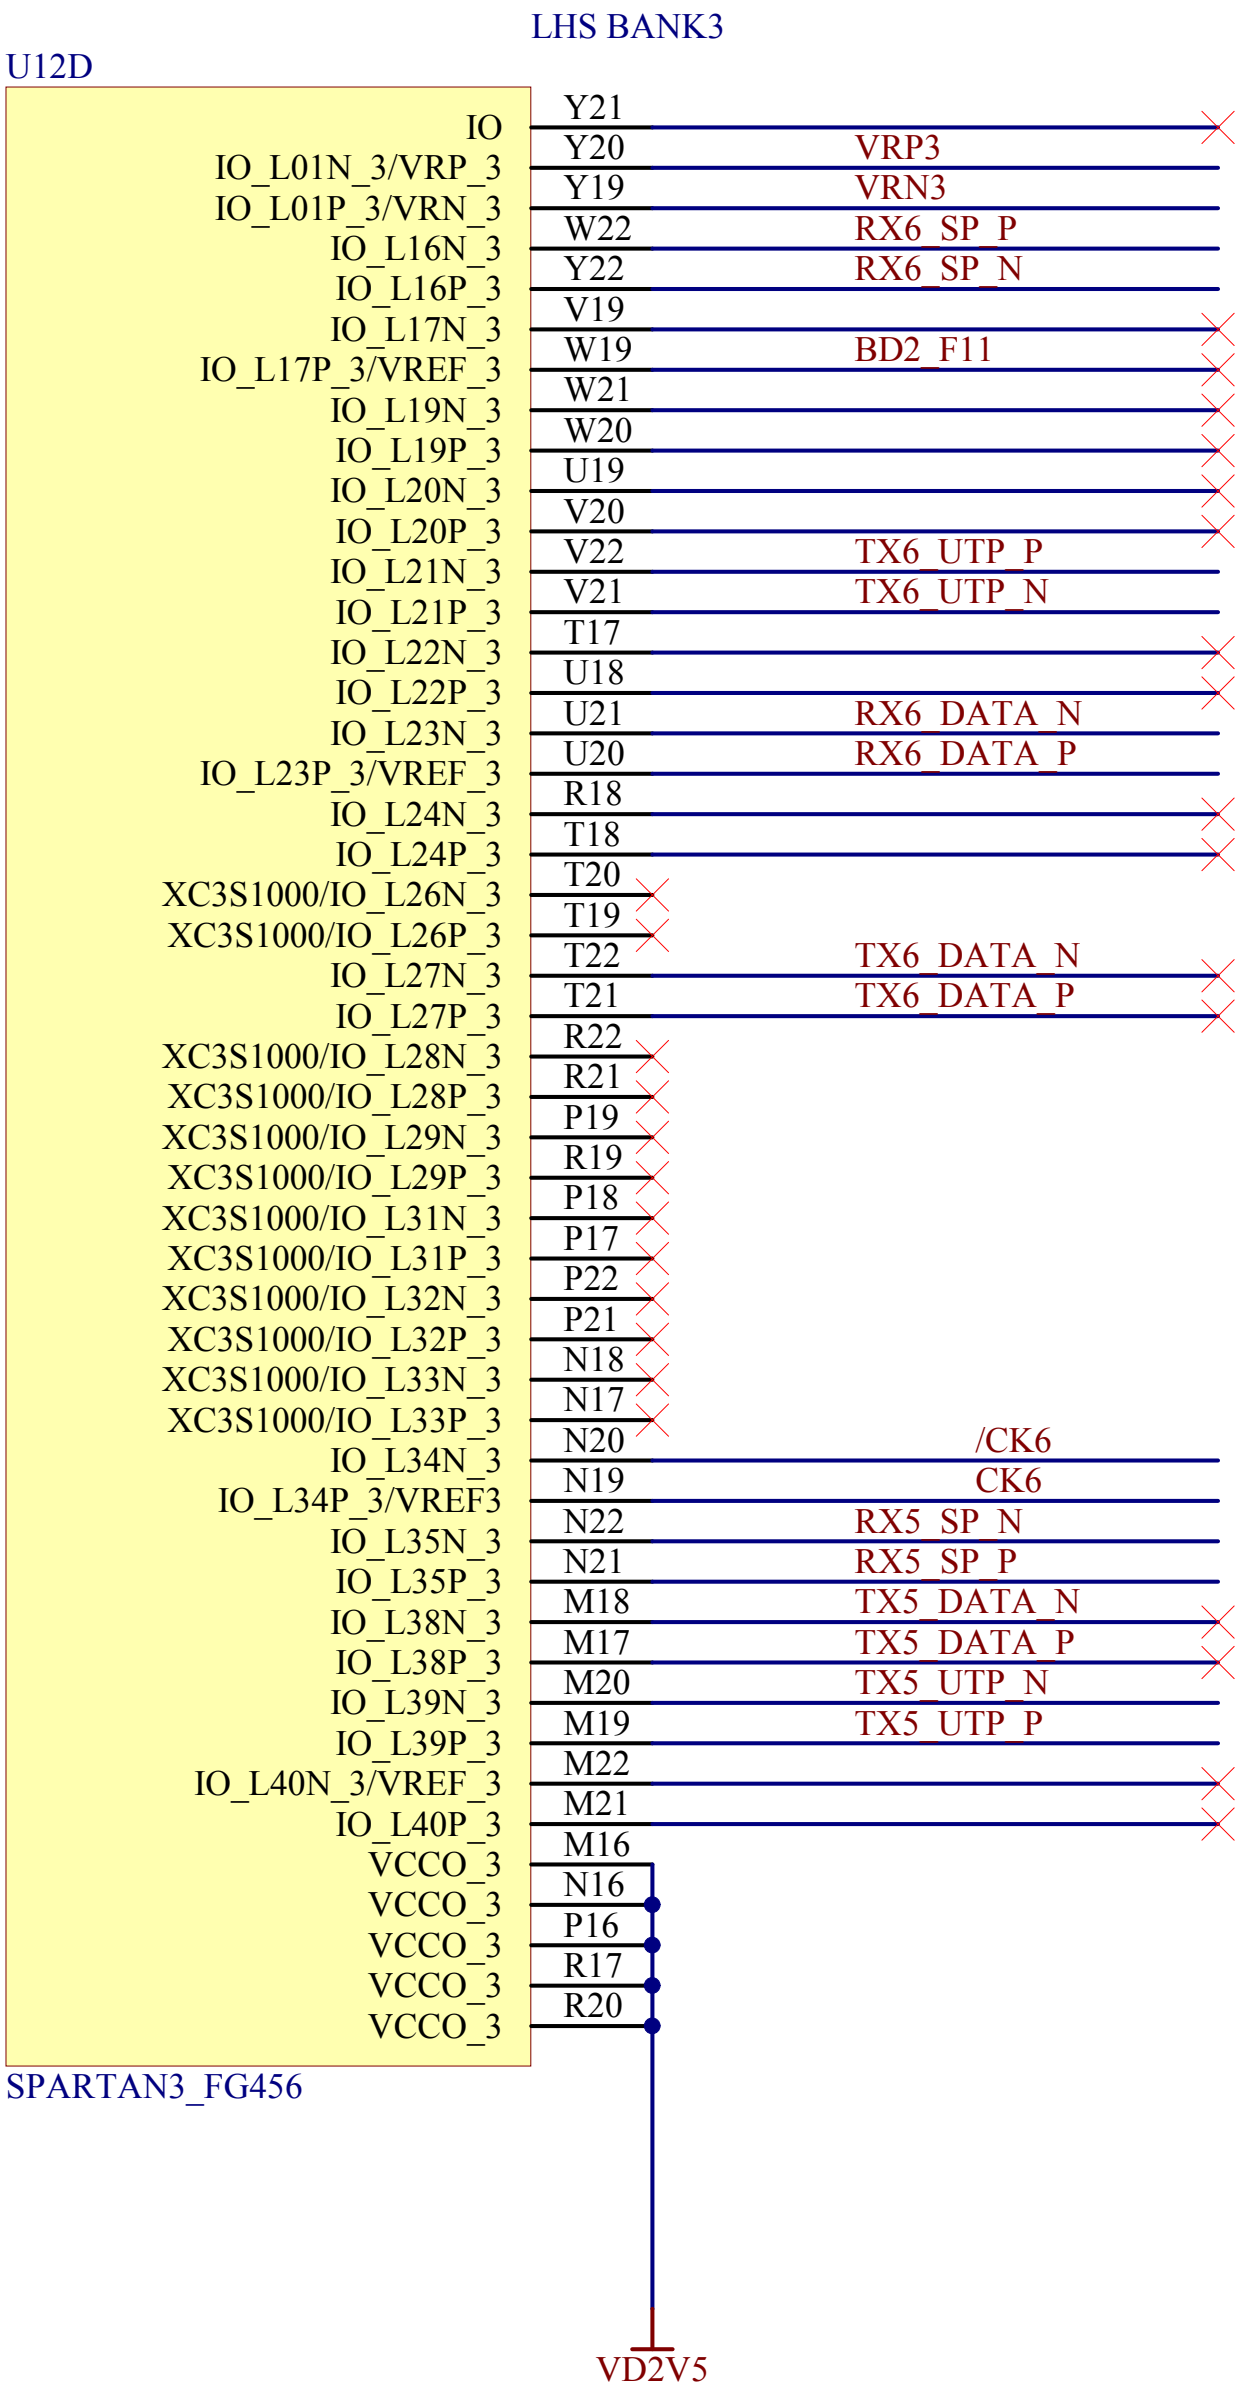 LHS BANK3
U12D
IO Y21
IO_L01N_3/VRP_3 Y20 VRP3
IO_L01P_3/VRN_3 Y19 VRN3
IO_L16N_3 W22 RX6_SP_P
IO_L16P_3 Y22 RX6_SP_N
IO_L17N_3 V19
IO_L17P_3/VREF_3 W19 BD2_F11
IO_L19N_3 W21
IO_L19P_3 W20
IO_L20N_3 U19
IO_L20P_3 V20
IO_L21N_3 V22 TX6_UTP_P
IO_L21P_3 V21 TX6_UTP_N
IO_L22N_3 T17
IO_L22P_3 U18
IO_L23N_3 U21 RX6_DATA_N
IO_L23P_3/VREF_3 U20 RX6_DATA_P
IO_L24N_3 R18
IO_L24P_3 T18
XC3S1000/IO_L26N_3 T20
XC3S1000/IO_L26P_3 T19
IO_L27N_3 T22 TX6_DATA_N
IO_L27P_3 T21 TX6_DATA_P
XC3S1000/IO_L28N_3 R22
XC3S1000/IO_L28P_3 R21
XC3S1000/IO_L29N_3 P19
XC3S1000/IO_L29P_3 R19
XC3S1000/IO_L31N_3 P18
XC3S1000/IO_L31P_3 P17
XC3S1000/IO_L32N_3 P22
XC3S1000/IO_L32P_3 P21
XC3S1000/IO_L33N_3 N18
XC3S1000/IO_L33P_3 N17
IO_L34N_3 N20 /CK6
IO_L34P_3/VREF3 N19 CK6
IO_L35N_3 N22 RX5_SP_N
IO_L35P_3 N21 RX5_SP_P
IO_L38N_3 M18 TX5_DATA_N
IO_L38P_3 M17 TX5_DATA_P
IO_L39N_3 M20 TX5_UTP_N
IO_L39P_3 M19 TX5_UTP_P
IO_L40N_3/VREF_3 M22
IO_L40P_3 M21
VCCO_3 M16
VCCO_3 N16
VCCO_3 P16
VCCO_3 R17
VCCO_3 R20
SPARTAN3_FG456
VD2V5